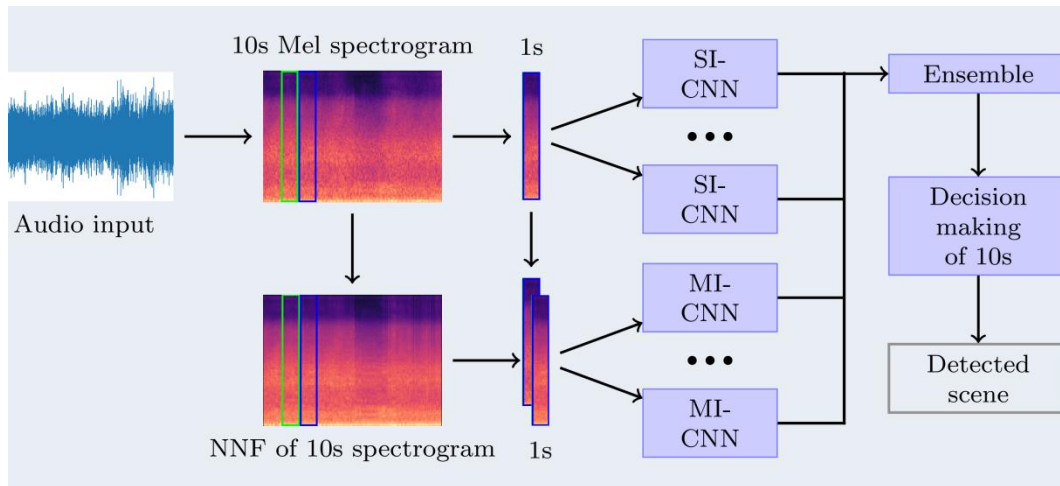 10s Mel spectrogram
1s
SI-
CNN
Ensemble
Audio input
SI-
CNN
Decision
making
of 10s
MI-
CNN
Detected
scene
MI-
CNN
NNF of 10s spectrogram
1s